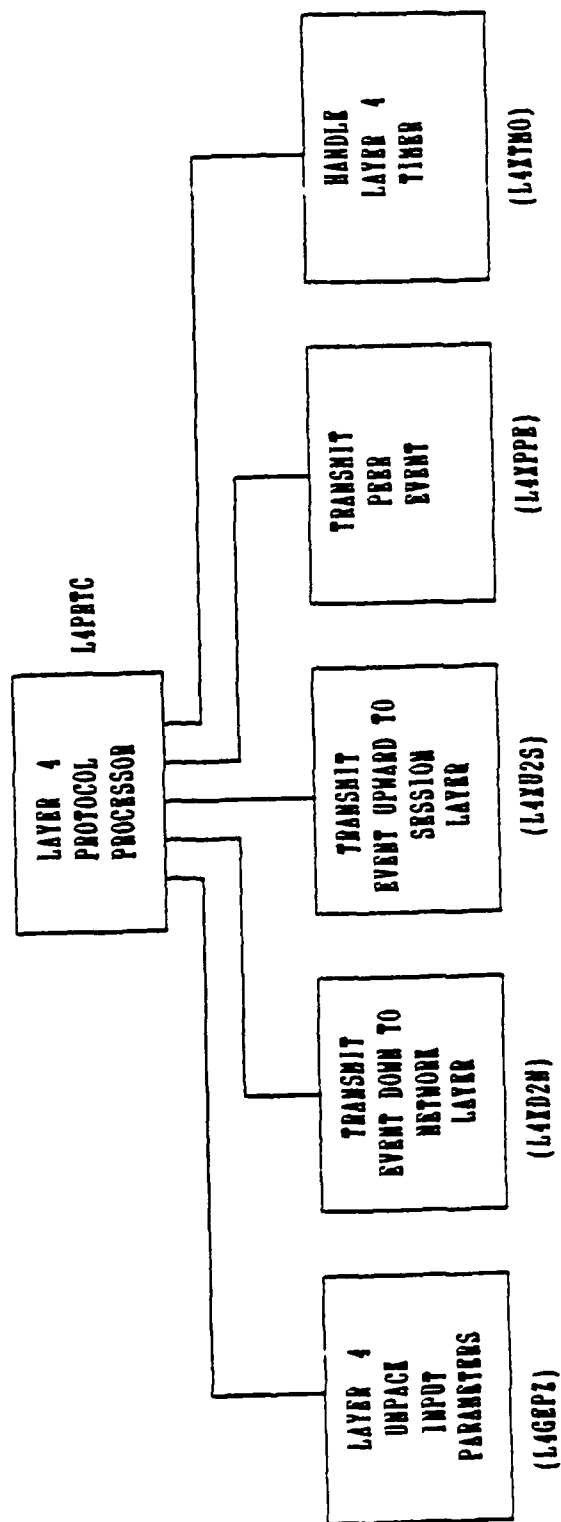 LAYER 4
PROTOCOL
PROCESSOR
L4PRTC
LAYER 4
UNPACK
INPUT
PARAMETERS
(L4GEPZ)
TRANSMIT
EVENT DOWN TO
NETWORK
LAYER
(L4XD2N)
TRANSMIT
EVENT UPWARD TO
SESSION
LAYER
(L4XU2S)
TRANSMIT
PEER
EVENT
(L4XPPE)
HANDLE
LAYER 4
TIMER
(L4XTMO)